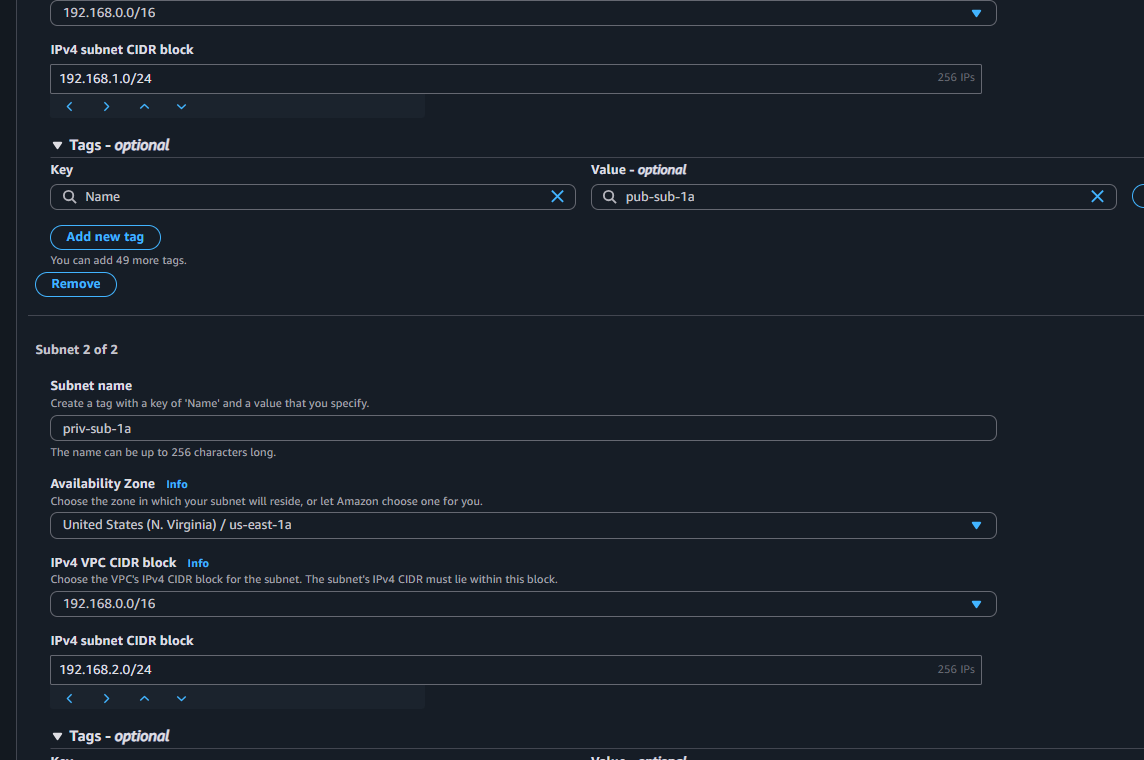 192.168.0.0/16
IPv4 subnet CIDR block
192.168.1.0/24 256 IPs
Tags - optional
Key Value - optional
Name pub-sub-1a
Add new tag
You can add 49 more tags.
Remove
Subnet 2 of 2
Subnet name
Create a tag with a key of 'Name' and a value that you specify.
priv-sub-1a
The name can be up to 256 characters long.
Availability Zone Info
Choose the zone in which your subnet will reside, or let Amazon choose one for you.
United States (N. Virginia) / us-east-1a
IPv4 VPC CIDR block Info
Choose the VPC's IPv4 CIDR block for the subnet. The subnet's IPv4 CIDR must lie within this block.
192.168.0.0/16
IPv4 subnet CIDR block
192.168.2.0/24 256 IPs
Tags - optional
Key Value - optional